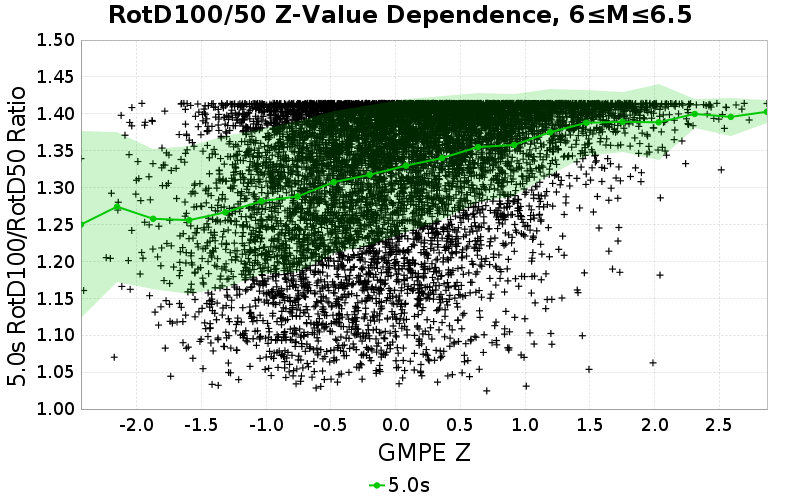 RotD100/50 Z-Value Dependence, 6≤M≤6.5
1.50
1.45
1.40
1.35
1.30
1.25
1.20
1.15
1.10
1.05
1.00
5.0s RotD100/RotD50 Ratio
-2.0 -1.5 -1.0 -0.5 0.0 0.5 1.0 1.5 2.0 2.5
GMPE Z
5.0s